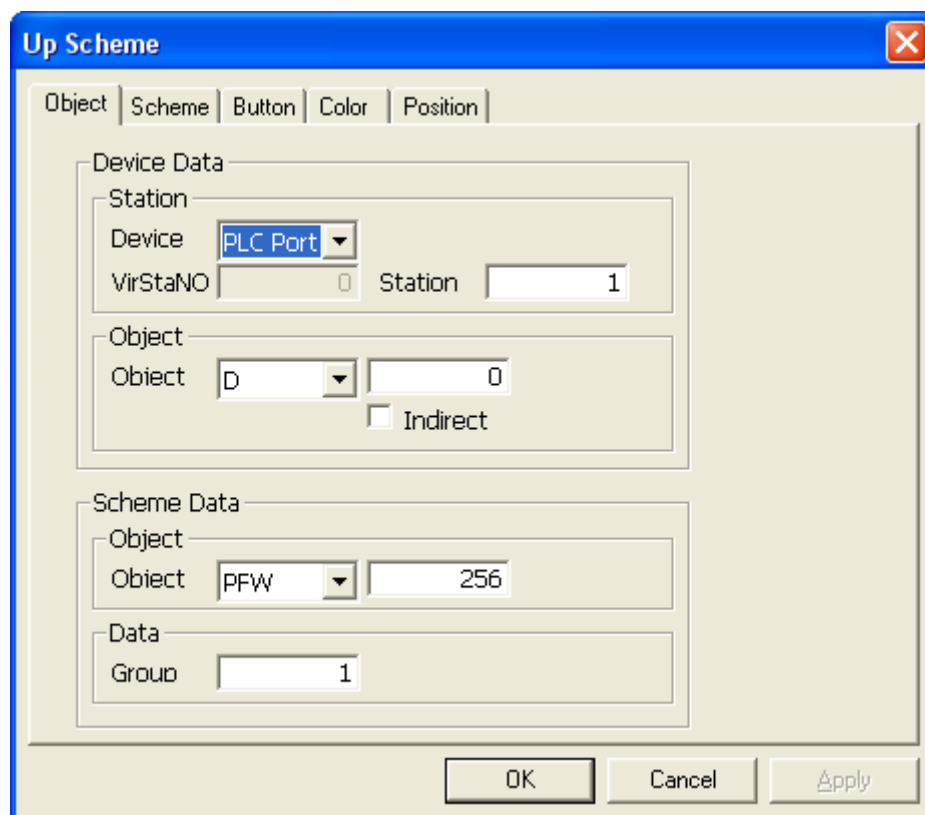 Up Scheme
Object Scheme Button Color Position
Device Data
Station
Device PLC Port
VirStaNO 0 Station 1
Object
Object D 0
Indirect
Scheme Data
Object
Object PFW 256
Data
Group 1
OK Cancel Apply